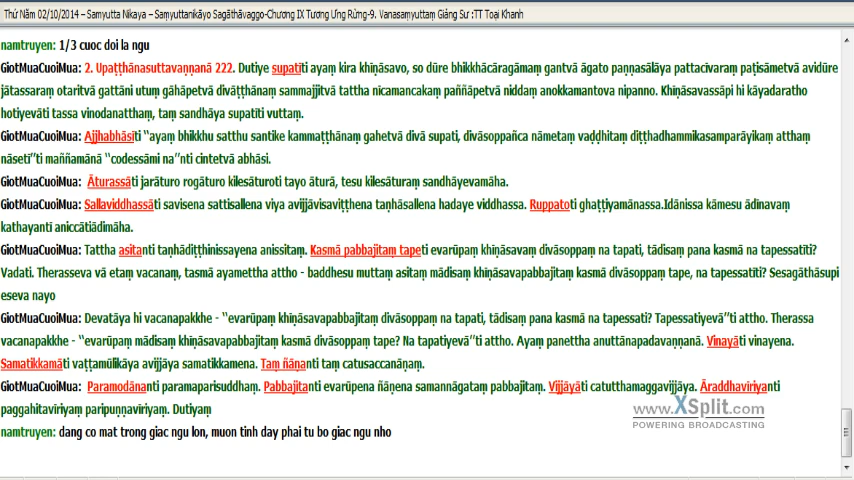 Thứ Năm 02/10/2014 – Saṃyutta Nikaya – Saṃyuttanikāyo Sagāthāvaggo-Chương IX Tương Ưng Rừng-9. Vanasaṃyuttaṃ Giảng Sư :TT Toại Khanh
namtruyen: 1/3 cuoc doi la ngu
GiotMuaCuoiMua: 2. Upaṭṭhānasuttavaṇṇanā 222. Dutiye supatīti ayaṃ kira khīṇāsavo, so dūre bhikkhācāragāmaṃ gantvā āgato paṇṇasālāya pattacīvaraṃ paṭisāmetvā avidūre
jātassaraṃ otaritvā gattāni utuṃ gāhāpetvā divāṭṭhānaṃ sammajjitvā tattha nīcamañcakaṃ paññāpetvā niddaṃ anokkamantova nipanno. Khīṇāsavassāpi hi kāyadaratho
hotiyevāti tassa vinodanatthaṃ, taṃ sandhāya supatīti vuttaṃ.
GiotMuaCuoiMua: Ajjhabhāsīti “ayaṃ bhikkhu satthu santike kammaṭṭhānaṃ gahetvā divā supati, divāsoppañca nāmetaṃ vaḍḍhitaṃ diṭṭhadhammikasamparāyikaṃ atthaṃ
nāsetī”ti maññamānā “codessāmi na”nti cintetvā abhāsi.
GiotMuaCuoiMua: Āturassāti jarāturo rogāturo kilesāturoti tayo āturā, tesu kilesāturaṃ sandhāyevamāha.
GiotMuaCuoiMua: Sallaviddhassāti savisena sattisallena viya avijjāvisaviṭṭhena taṇhāsallena hadaye viddhassa. Ruppatoti ghaṭṭiyamānassa.Idānissa kāmesu ādīnavaṃ
kathayantī aniccātiādimāha.
GiotMuaCuoiMua: Tattha asitanti taṇhādiṭṭhinissayena anissitaṃ. Kasmā pabbajitaṃ tapeti evarūpaṃ khīṇāsavaṃ divāsoppaṃ na tapati, tādisaṃ pana kasmā na tapessatīti?
Vadati. Therasseva vā etaṃ vacanaṃ, tasmā ayamettha attho - baddhesu muttaṃ asitaṃ mādisaṃ khīṇāsavapabbajitaṃ kasmā divāsoppaṃ tape, na tapessatīti? Sesagāthāsupi
eseva nayo
GiotMuaCuoiMua: Devatāya hi vacanapakkhe - “evarūpaṃ khīṇāsavapabbajitaṃ divāsoppaṃ na tapati, tādisaṃ pana kasmā na tapessati? Tapessatiyevā”ti attho. Therassa
vacanapakkhe - “evarūpaṃ mādisaṃ khīṇāsavapabbajitaṃ kasmā divāsoppaṃ tape? Na tapatiyevā”ti attho. Ayaṃ panettha anuttānapadavaṇṇanā. Vinayāti vinayena.
Samatikkamāti vaṭṭamūlikāya avijjāya samatikkamena. Taṃ ñāṇanti taṃ catusaccañāṇaṃ.
GiotMuaCuoiMua: Paramodānanti paramaparisuddhaṃ. Pabbajitanti evarūpena ñāṇena samannāgataṃ pabbajitaṃ. Vijjāyāti catutthamaggavijjāya. Āraddhavīriyanti
paggahitavīriyaṃ paripuṇṇavīriyaṃ. Dutiyaṃ
namtruyen: dang co mat trong giac ngu lon, muon tinh day phai tu bo giac ngu nho
www.XSplit.com
POWERING BROADCASTING